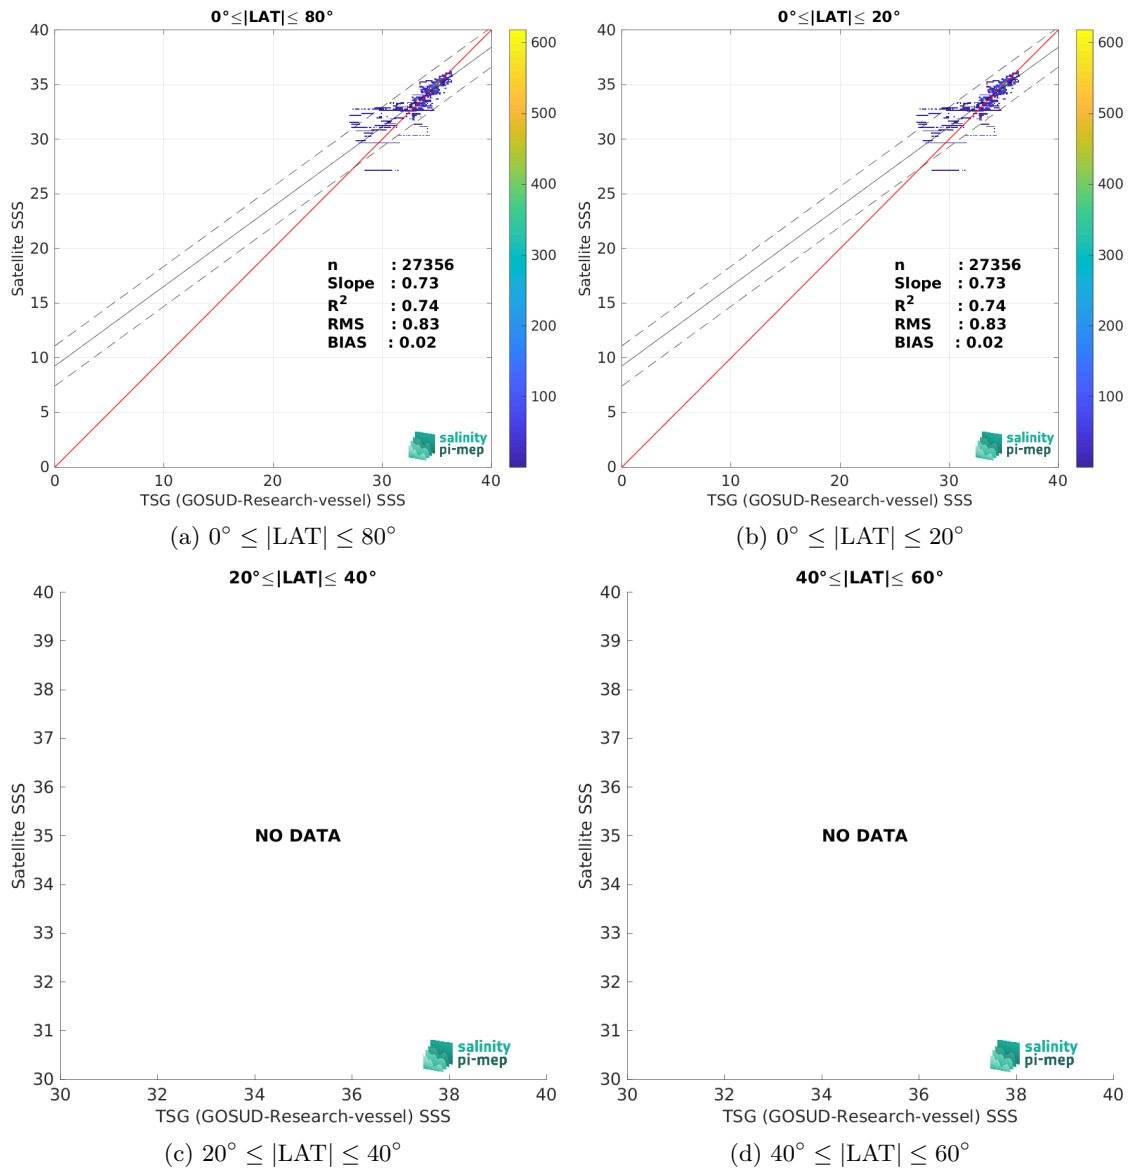 0°≤|LAT|≤ 80°
40
35
30
25
20
15
10
5
0
Satellite SSS
n : 27356
Slope : 0.73
R² : 0.74
RMS : 0.83
BIAS : 0.02
salinity
pi-mep
0 10 20 30 40
TSG (GOSUD-Research-vessel) SSS
600
500
400
300
200
100
(a) 0° ≤ |LAT| ≤ 80°
0°≤|LAT|≤ 20°
40
35
30
25
20
15
10
5
0
Satellite SSS
n : 27356
Slope : 0.73
R² : 0.74
RMS : 0.83
BIAS : 0.02
salinity
pi-mep
0 10 20 30 40
TSG (GOSUD-Research-vessel) SSS
600
500
400
300
200
100
(b) 0° ≤ |LAT| ≤ 20°
20°≤|LAT|≤ 40°
40
39
38
37
36
35
34
33
32
31
30
Satellite SSS
NO DATA
salinity
pi-mep
30 32 34 36 38 40
TSG (GOSUD-Research-vessel) SSS
(c) 20° ≤ |LAT| ≤ 40°
40°≤|LAT|≤ 60°
40
39
38
37
36
35
34
33
32
31
30
Satellite SSS
NO DATA
salinity
pi-mep
30 32 34 36 38 40
TSG (GOSUD-Research-vessel) SSS
(d) 40° ≤ |LAT| ≤ 60°